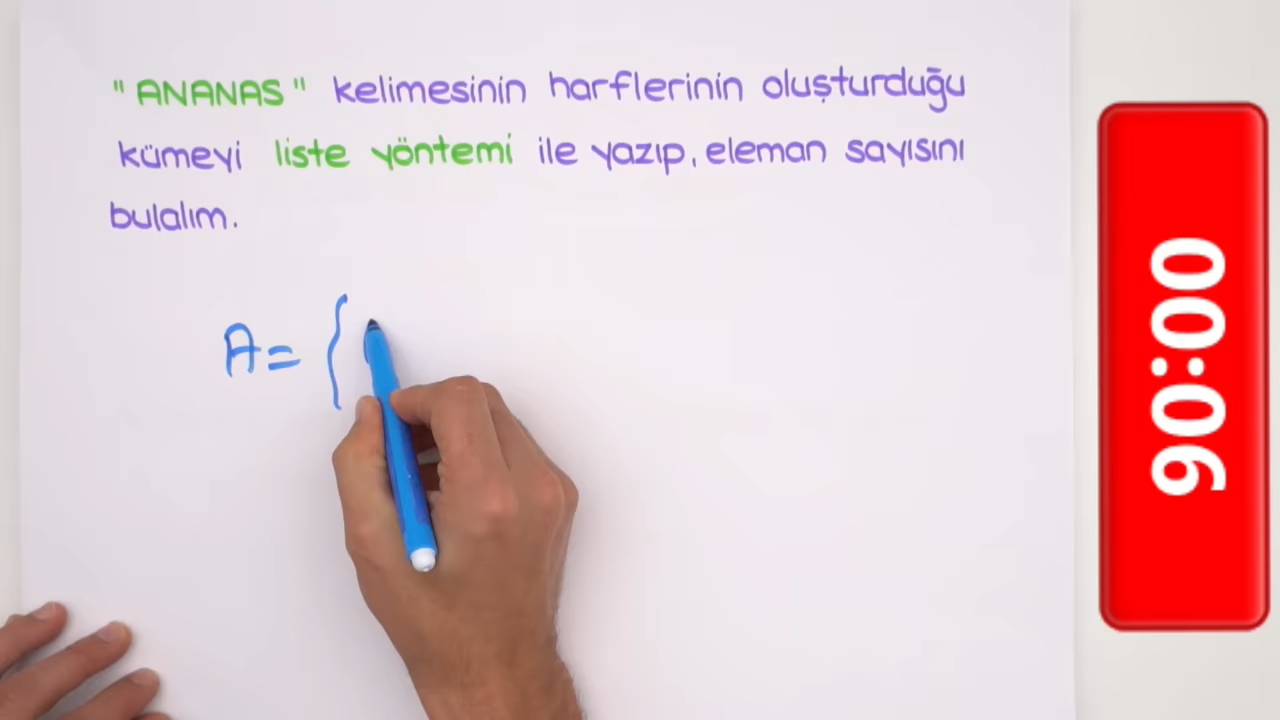 "ANANAS" kelimesinin harflerinin oluşturduğu
kümeyi liste yöntemi ile yazıp, eleman sayısını
bulalım.
A= {
90:00